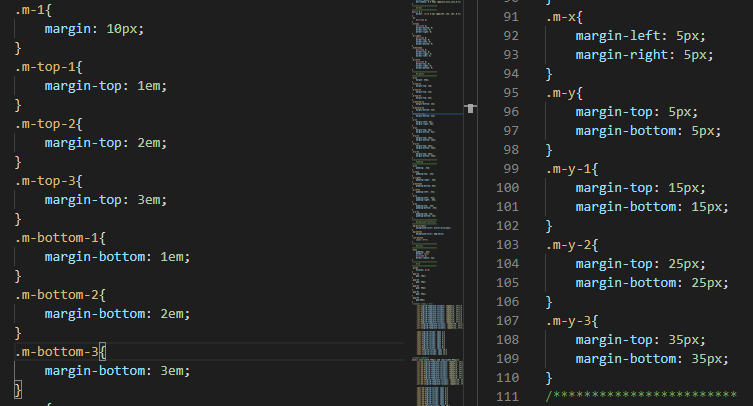 .m-1{
margin: 10px;
}
.m-top-1{
margin-top: 1em;
}
.m-top-2{
margin-top: 2em;
}
.m-top-3{
margin-top: 3em;
}
.m-bottom-1{
margin-bottom: 1em;
}
.m-bottom-2{
margin-bottom: 2em;
}
.m-bottom-3{
margin-bottom: 3em;
}
91 .m-x{
92 margin-left: 5px;
93 margin-right: 5px;
94 }
95 .m-y{
96 margin-top: 5px;
97 margin-bottom: 5px;
98 }
99 .m-y-1{
100 margin-top: 15px;
101 margin-bottom: 15px;
102 }
103 .m-y-2{
104 margin-top: 25px;
105 margin-bottom: 25px;
106 }
107 .m-y-3{
108 margin-top: 35px;
109 margin-bottom: 35px;
110 }
111 /************************